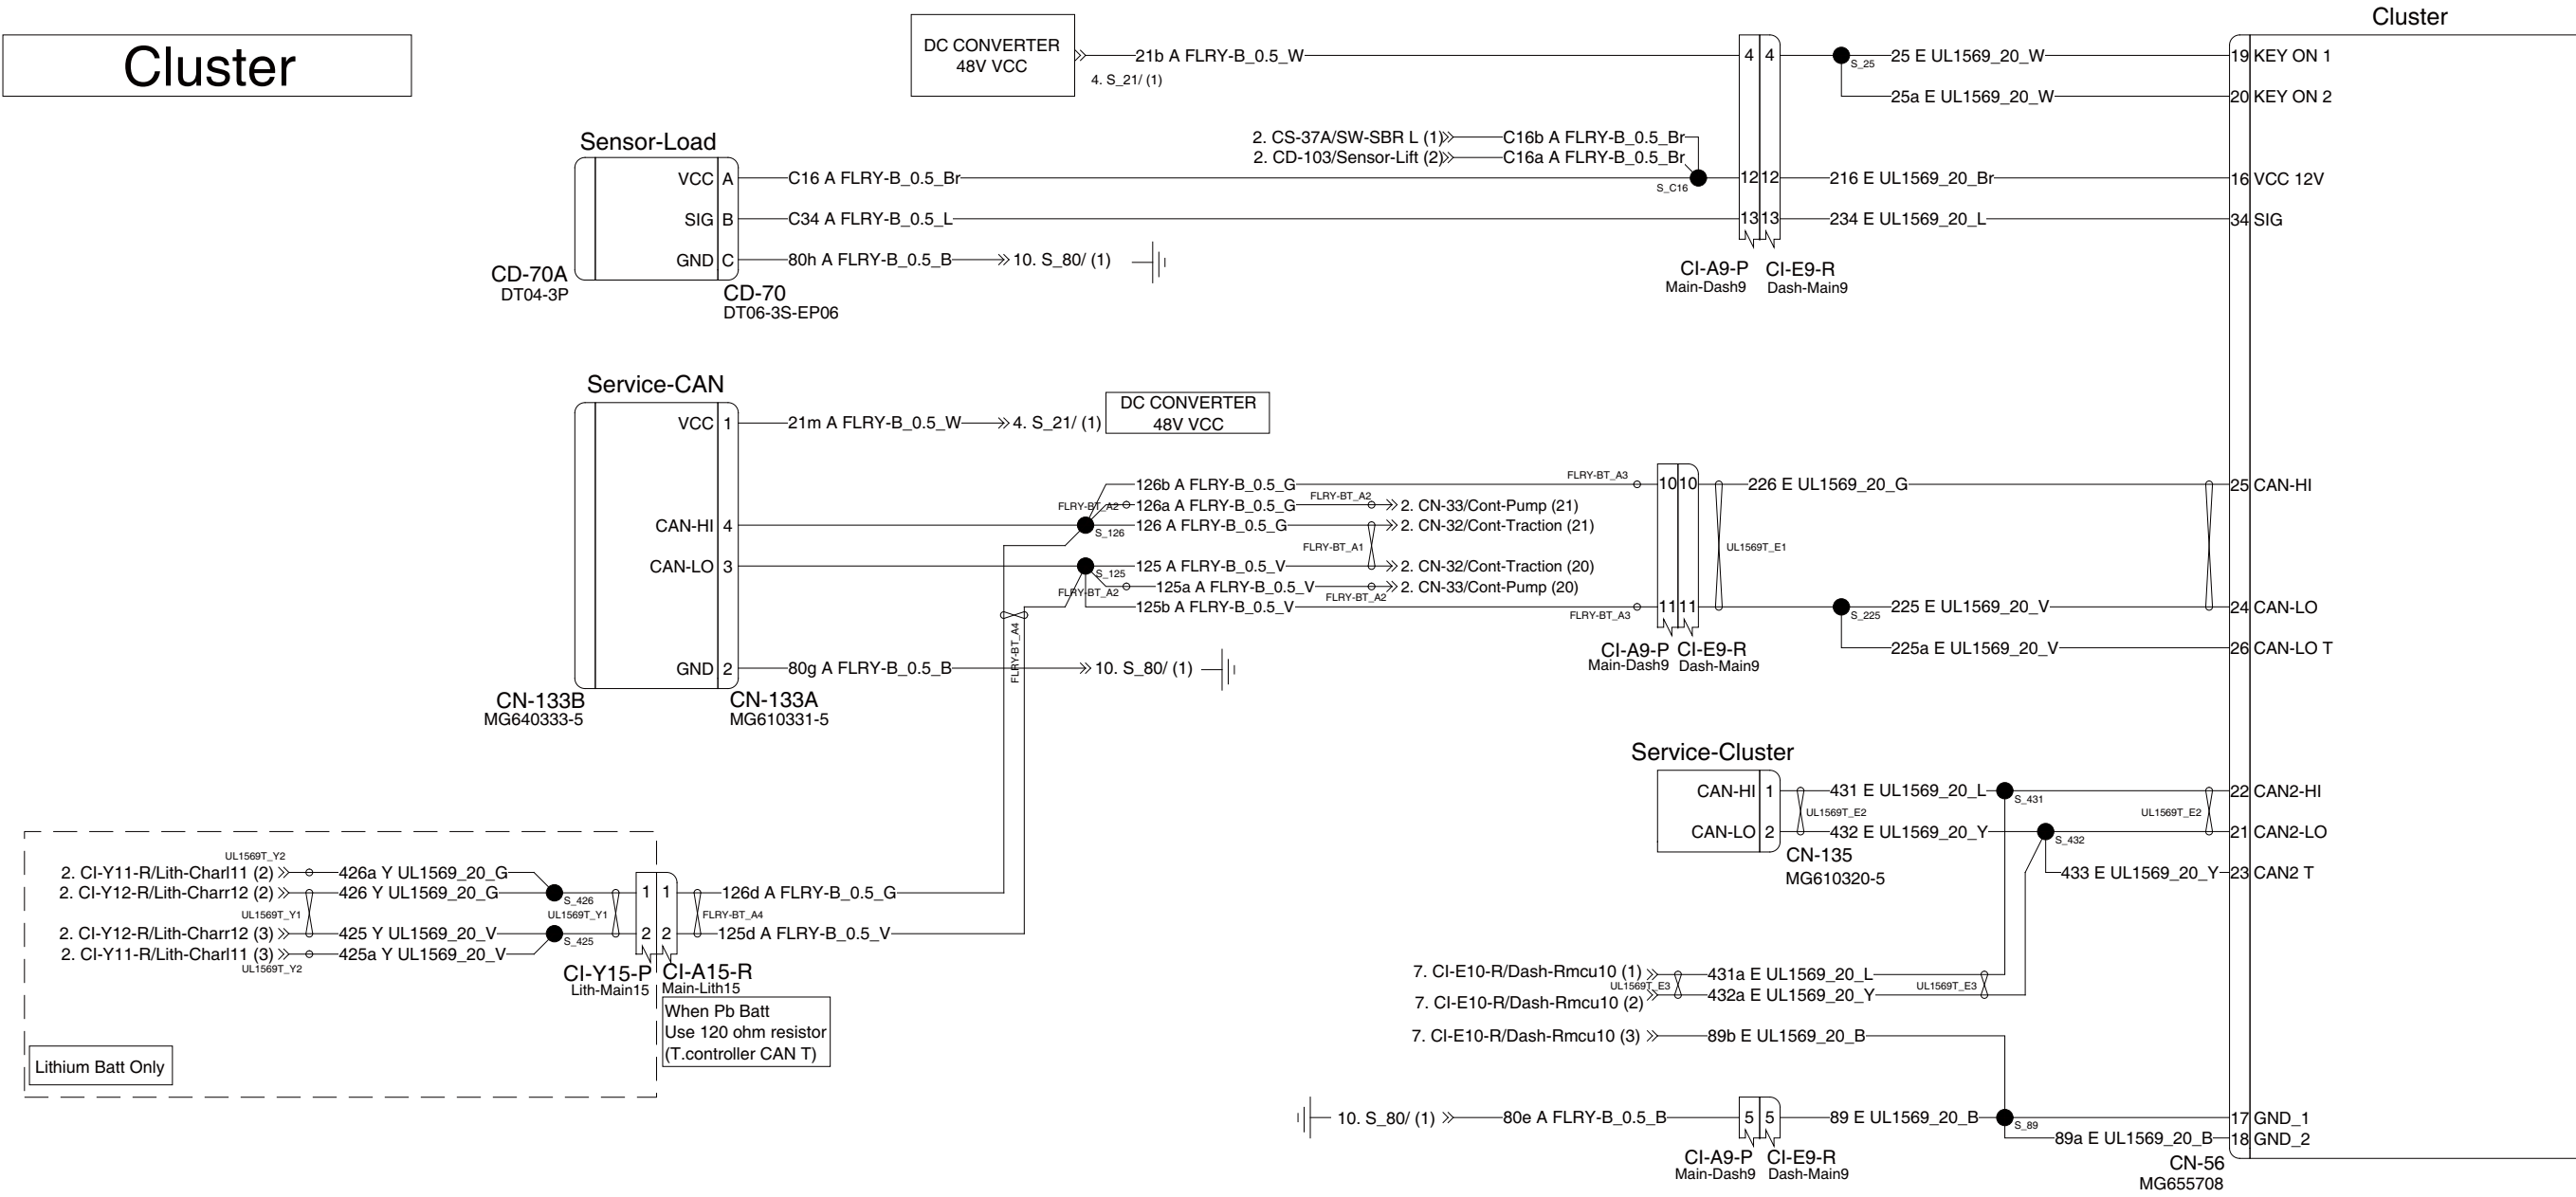 Cluster
Cluster
DC CONVERTER
48V VCC
21b A FLRY-B_0.5_W
4. S_21/ (1)
4 4
S_25
25 E UL1569_20_W
19 KEY ON 1
25a E UL1569_20_W
20 KEY ON 2
2. CS-37A/SW-SBR L (1)
C16b A FLRY-B_0.5_Br
2. CD-103/Sensor-Lift (2)
C16a A FLRY-B_0.5_Br
Sensor-Load
VCC A
C16 A FLRY-B_0.5_Br
S_C16
12 12
216 E UL1569_20_Br
16 VCC 12V
SIG B
C34 A FLRY-B_0.5_L
13 13
234 E UL1569_20_L
34 SIG
GND C
80h A FLRY-B_0.5_B
10. S_80/ (1)
CD-70A
DT04-3P
CD-70
DT06-3S-EP06
CI-A9-P
Main-Dash9
CI-E9-R
Dash-Main9
Service-CAN
VCC 1
21m A FLRY-B_0.5_W
4. S_21/ (1)
DC CONVERTER
48V VCC
126b A FLRY-B_0.5_G
FLRY-BT_A3
10 10
226 E UL1569_20_G
25 CAN-HI
FLRY-BT_A2
126a A FLRY-B_0.5_G
FLRY-BT_A2
2. CN-33/Cont-Pump (21)
CAN-HI 4
S_126
126 A FLRY-B_0.5_G
2. CN-32/Cont-Traction (21)
FLRY-BT_A1
UL1569T_E1
CAN-LO 3
S_125
125 A FLRY-B_0.5_V
2. CN-32/Cont-Traction (20)
FLRY-BT_A2
125a A FLRY-B_0.5_V
FLRY-BT_A2
2. CN-33/Cont-Pump (20)
125b A FLRY-B_0.5_V
FLRY-BT_A3
11 11
S_225
225 E UL1569_20_V
24 CAN-LO
225a E UL1569_20_V
26 CAN-LO T
FLRY-BT_A4
CI-A9-P
Main-Dash9
CI-E9-R
Dash-Main9
GND 2
80g A FLRY-B_0.5_B
10. S_80/ (1)
CN-133B
MG640333-5
CN-133A
MG610331-5
Service-Cluster
CAN-HI 1
431 E UL1569_20_L
S_431
22 CAN2-HI
UL1569T_E2
UL1569T_E2
CAN-LO 2
432 E UL1569_20_Y
S_432
21 CAN2-LO
CN-135
MG610320-5
433 E UL1569_20_Y
23 CAN2 T
UL1569T_Y2
2. CI-Y11-R/Lith-Charl11 (2)
426a Y UL1569_20_G
2. CI-Y12-R/Lith-Charr12 (2)
426 Y UL1569_20_G
S_426
1 1
126d A FLRY-B_0.5_G
UL1569T_Y1
UL1569T_Y1
FLRY-BT_A4
2. CI-Y12-R/Lith-Charr12 (3)
425 Y UL1569_20_V
S_425
2 2
125d A FLRY-B_0.5_V
2. CI-Y11-R/Lith-Charl11 (3)
425a Y UL1569_20_V
UL1569T_Y2
CI-Y15-P
Lith-Main15
CI-A15-R
Main-Lith15
When Pb Batt
Use 120 ohm resistor
(T.controller CAN T)
Lithium Batt Only
7. CI-E10-R/Dash-Rmcu10 (1)
431a E UL1569_20_L
UL1569T_E3
UL1569T_E3
7. CI-E10-R/Dash-Rmcu10 (2)
432a E UL1569_20_Y
7. CI-E10-R/Dash-Rmcu10 (3)
89b E UL1569_20_B
10. S_80/ (1)
80e A FLRY-B_0.5_B
5 5
89 E UL1569_20_B
S_89
17 GND_1
89a E UL1569_20_B
18 GND_2
CI-A9-P
Main-Dash9
CI-E9-R
Dash-Main9
CN-56
MG655708